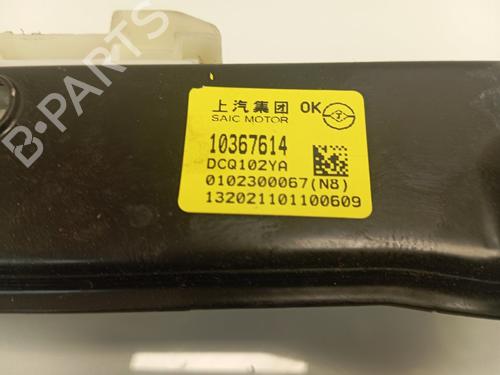 上汽集团 OK
SAIC MOTOR
10367614
DCQ102YA
0102300067(N8)
132021101100609
B-PARTS